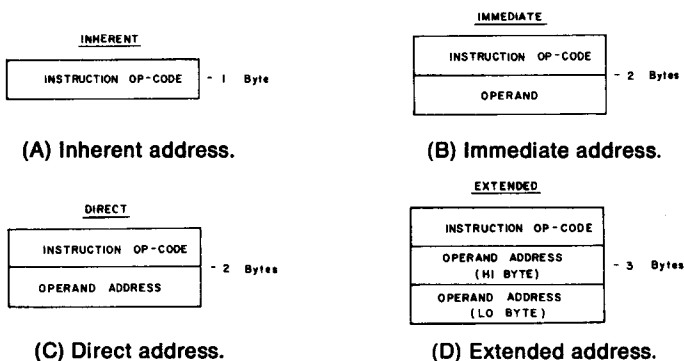 INHERENT
INSTRUCTION OP-CODE
- 1 Byte
(A) Inherent address.
IMMEDIATE
INSTRUCTION OP-CODE
OPERAND
- 2 Bytes
(B) Immediate address.
DIRECT
INSTRUCTION OP-CODE
OPERAND ADDRESS
- 2 Bytes
(C) Direct address.
EXTENDED
INSTRUCTION OP-CODE
OPERAND ADDRESS
(HI BYTE)
OPERAND ADDRESS
(LO BYTE)
- 3 Bytes
(D) Extended address.